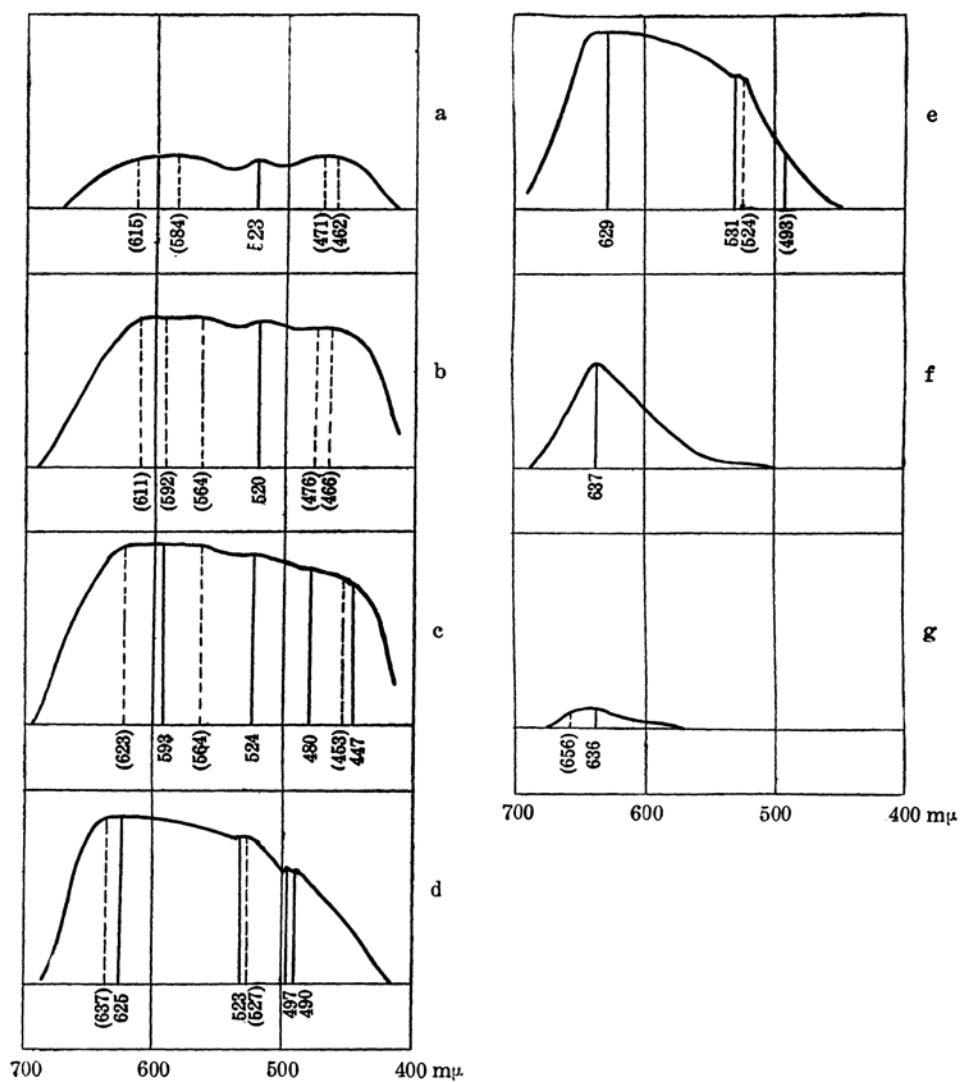 a
(615) (584) 523 (471) (462)
b
(611) (592) (564) 520 (476) (466)
c
(623) 593 (564) 524 480 (453) 447
d
(637) 625 523 (527) 497 490
700 600 500 400 mμ
e
629 531 (524) (493)
f
637
g
(656) 636
700 600 500 400 mμ